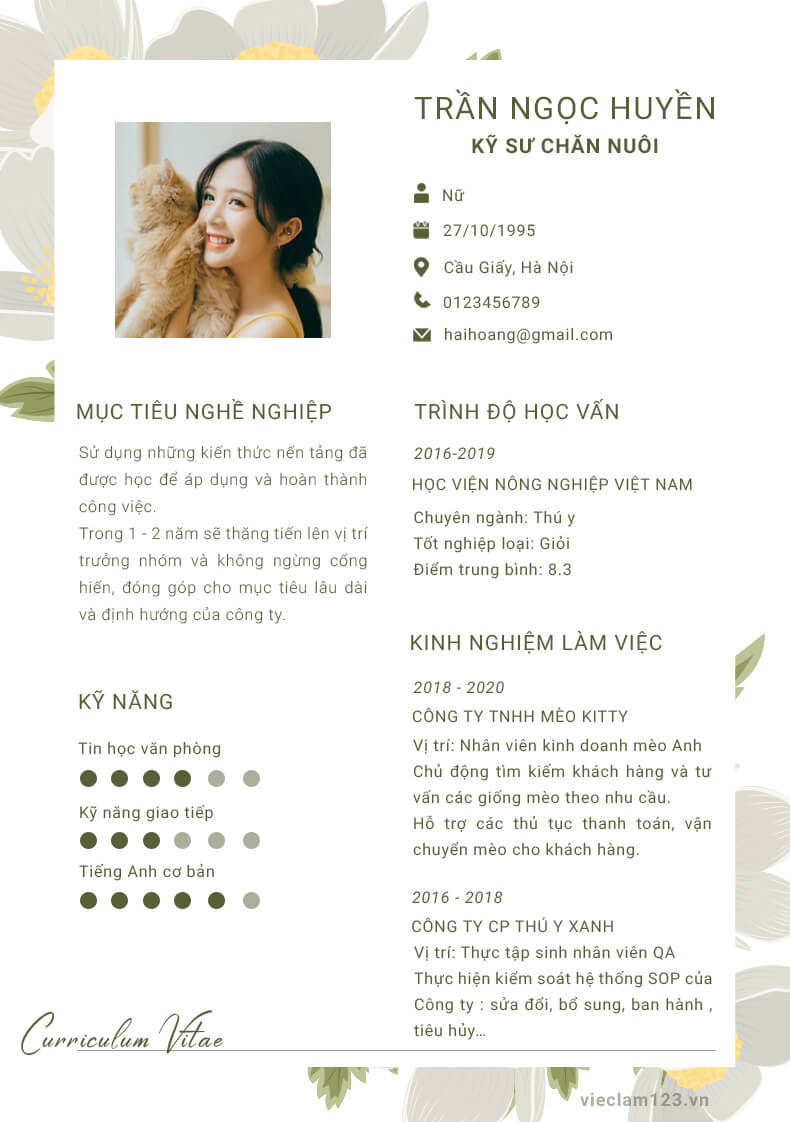 TRẦN NGỌC HUYỀN
KỸ SƯ CHĂN NUÔI
Nữ
27/10/1995
Cầu Giấy, Hà Nội
0123456789
haihoang@gmail.com
MỤC TIÊU NGHỀ NGHIỆP
Sử dụng những kiến thức nền tảng đã
được học để áp dụng và hoàn thành
công việc.
Trong 1 - 2 năm sẽ thăng tiến lên vị trí
trưởng nhóm và không ngừng cống
hiến, đóng góp cho mục tiêu lâu dài
và định hướng của công ty.
KỸ NĂNG
Tin học văn phòng
Kỹ năng giao tiếp
Tiếng Anh cơ bản
TRÌNH ĐỘ HỌC VẤN
2016-2019
HỌC VIỆN NÔNG NGHIỆP VIỆT NAM
Chuyên ngành: Thú y
Tốt nghiệp loại: Giỏi
Điểm trung bình: 8.3
KINH NGHIỆM LÀM VIỆC
2018 - 2020
CÔNG TY TNHH MÈO KITTY
Vị trí: Nhân viên kinh doanh mèo Anh
Chủ động tìm kiếm khách hàng và tư
vấn các giống mèo theo nhu cầu.
Hỗ trợ các thủ tục thanh toán, vận
chuyển mèo cho khách hàng.
2016 - 2018
CÔNG TY CP THÚ Y XANH
Vị trí: Thực tập sinh nhân viên QA
Thực hiện kiểm soát hệ thống SOP của
Công ty : sửa đổi, bổ sung, ban hành ,
tiêu hủy…
Curriculum Vitae
vieclam123.vn